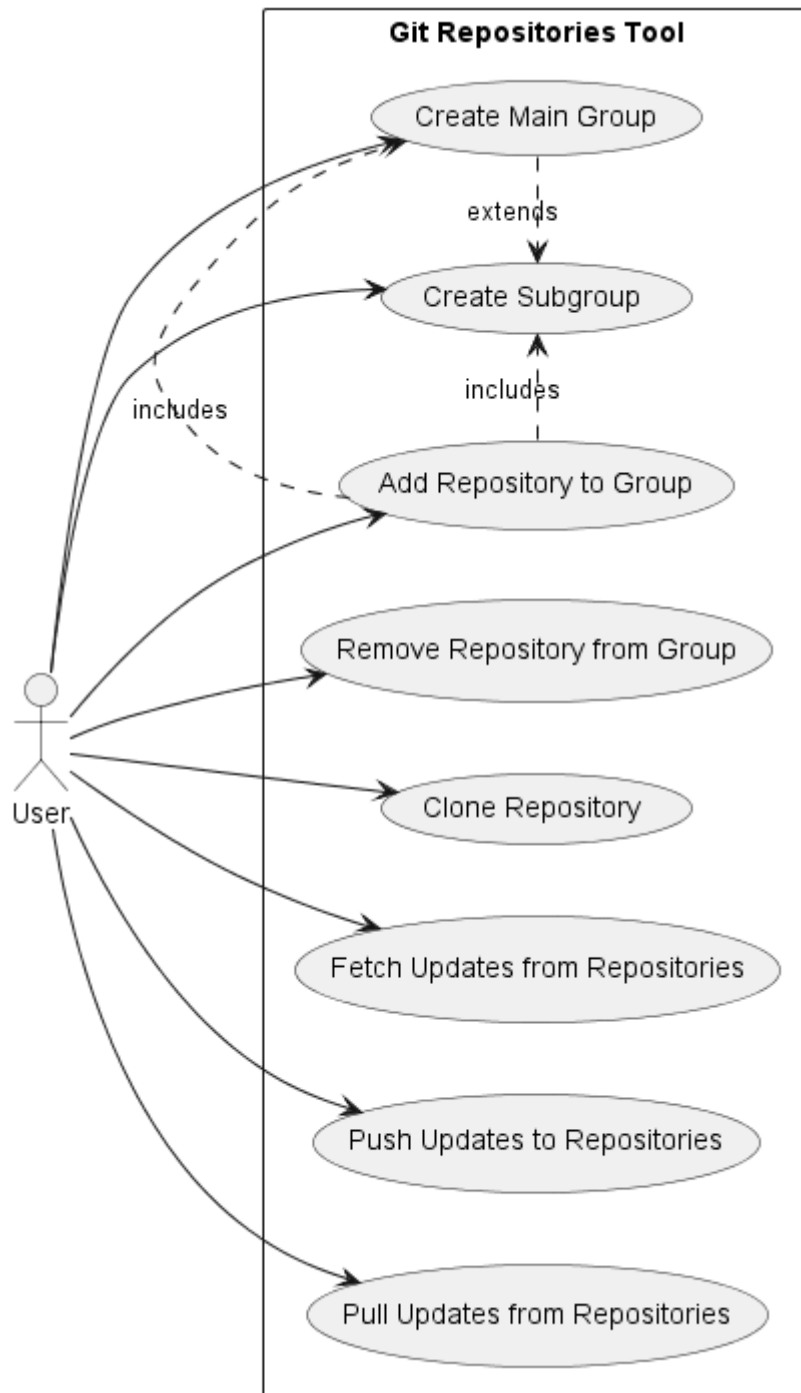 Git Repositories Tool
Create Main Group
extends
Create Subgroup
includes
includes
Add Repository to Group
Remove Repository from Group
Clone Repository
User
Fetch Updates from Repositories
Push Updates to Repositories
Pull Updates from Repositories